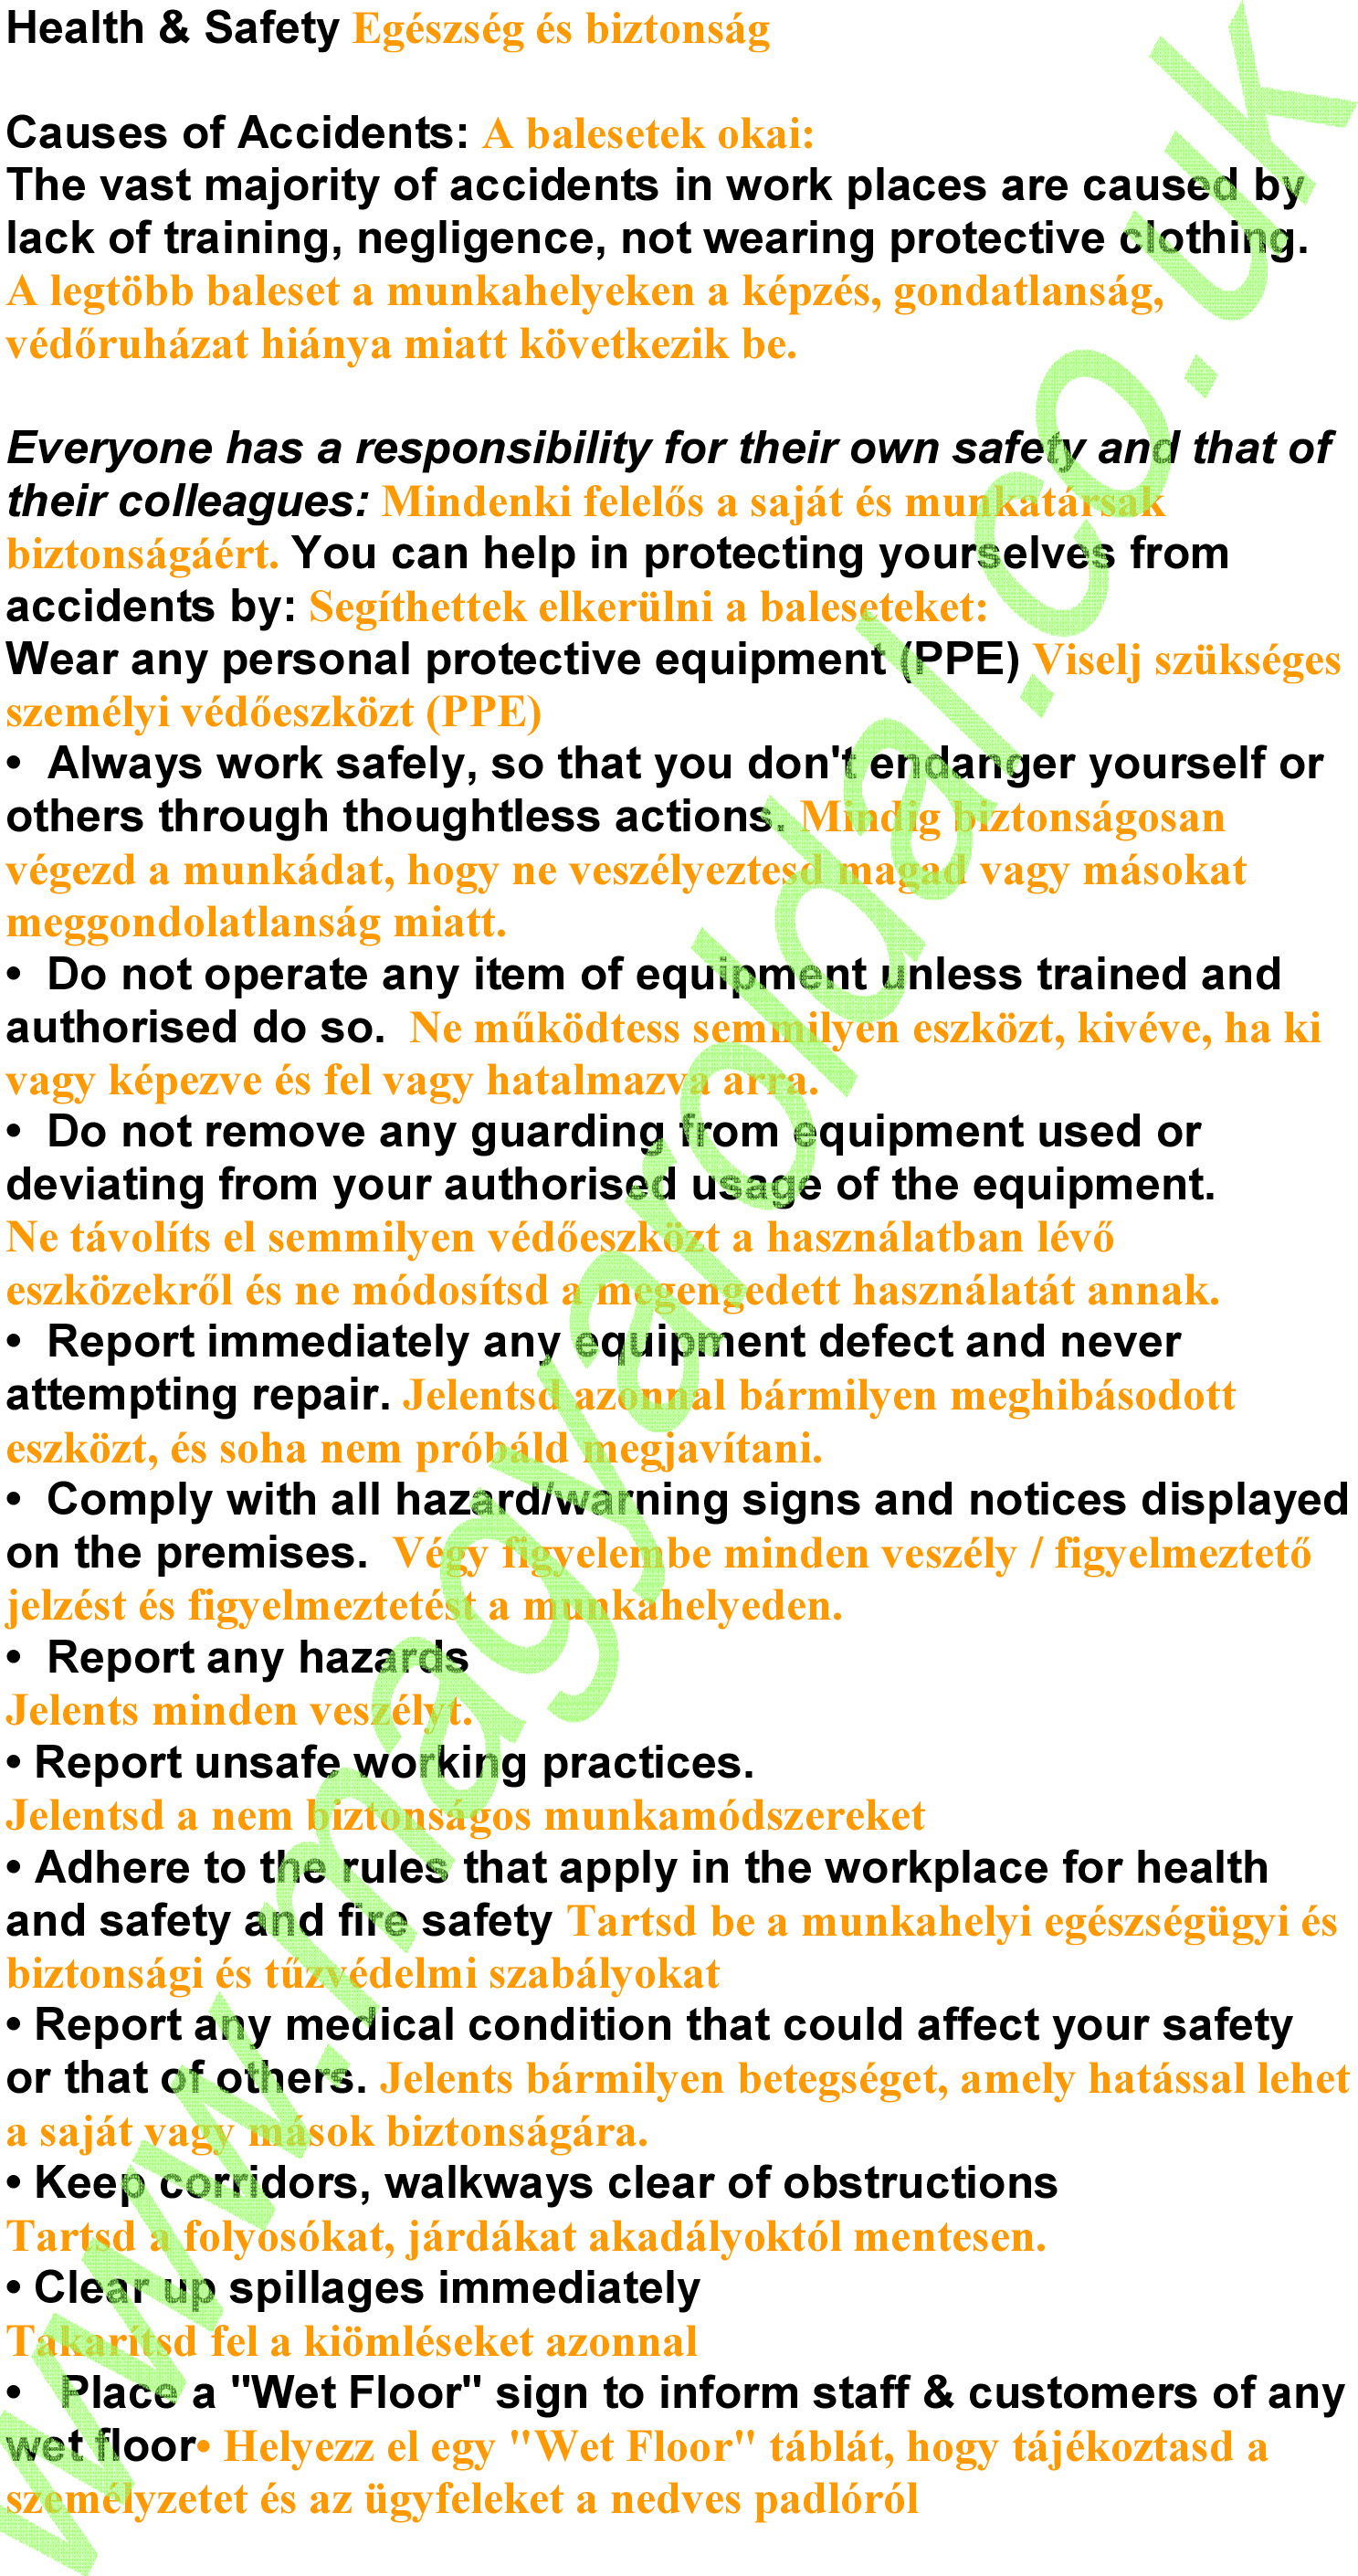 Health & Safety Egészség és biztonság
Causes of Accidents: A balesetek okai:
The vast majority of accidents in work places are caused by
lack of training, negligence, not wearing protective clothing.
A legtöbb baleset a munkahelyeken a képzés, gondatlanság,
védőruházat hiánya miatt következik be.
Everyone has a responsibility for their own safety and that of
their colleagues: Mindenki felelős a saját és munkatársak
biztonságáért. You can help in protecting yourselves from
accidents by: Segíthettek elkerülni a baleseteket:
Wear any personal protective equipment (PPE) Viselj szükséges
személyi védőeszközt (PPE)
• Always work safely, so that you don't endanger yourself or
others through thoughtless actions. Mindig biztonságosan
végezd a munkádat, hogy ne veszélyeztesd magad vagy másokat
meggondolatlanság miatt.
• Do not operate any item of equipment unless trained and
authorised do so. Ne működtess semmilyen eszközt, kivéve, ha ki
vagy képezve és fel vagy hatalmazva arra.
• Do not remove any guarding from equipment used or
deviating from your authorised usage of the equipment.
Ne távolíts el semmilyen védőeszközt a használatban lévő
eszközekről és ne módosítsd a megengedett használatát annak.
• Report immediately any equipment defect and never
attempting repair. Jelentsd azonnal bármilyen meghibásodott
eszközt, és soha nem próbáld megjavítani.
• Comply with all hazard/warning signs and notices displayed
on the premises. Végy figyelembe minden veszély / figyelmeztető
jelzést és figyelmeztetést a munkahelyeden.
• Report any hazards
Jelents minden veszélyt.
• Report unsafe working practices.
Jelentsd a nem biztonságos munkamódszereket
• Adhere to the rules that apply in the workplace for health
and safety and fire safety Tartsd be a munkahelyi egészségügyi és
biztonsági és tűzvédelmi szabályokat
• Report any medical condition that could affect your safety
or that of others. Jelents bármilyen betegséget, amely hatással lehet
a saját vagy mások biztonságára.
• Keep corridors, walkways clear of obstructions
Tartsd a folyosókat, járdákat akadályoktól mentesen.
• Clear up spillages immediately
Takarítsd fel a kiömléseket azonnal
• Place a "Wet Floor" sign to inform staff & customers of any
wet floor• Helyezz el egy "Wet Floor" táblát, hogy tájékoztasd a
személyzetet és az ügyfeleket a nedves padlóról
www.magyaroldal.co.uk